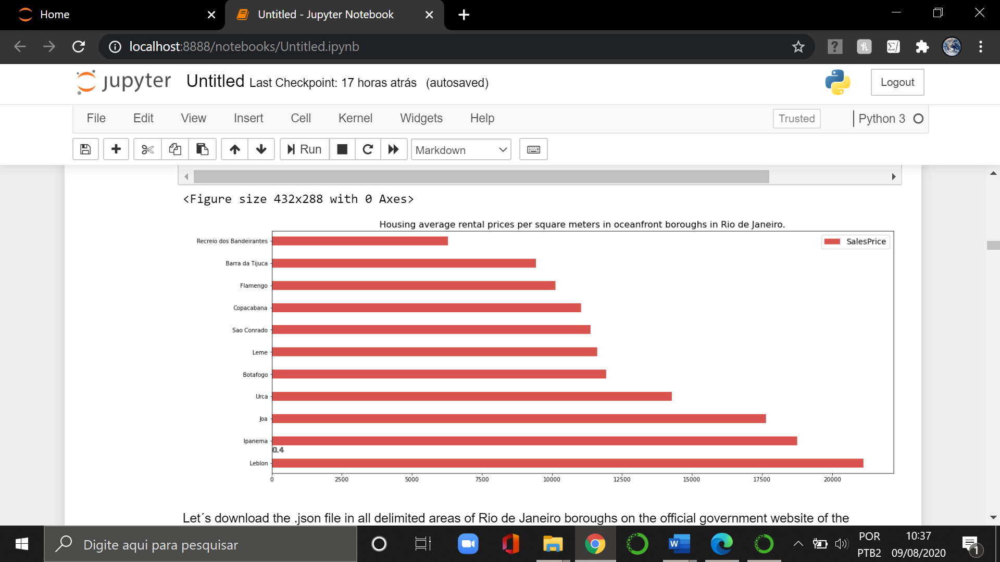 Home
Untitled - Jupyter Notebook
localhost:8888/notebooks/Untitled.ipynb
jupyter Untitled Last Checkpoint: 17 horas atrás (autosaved)
Logout
File Edit View Insert Cell Kernel Widgets Help
Trusted
Python 3
Run
Markdown
<Figure size 432x288 with 0 Axes>
Housing average rental prices per square meters in oceanfront boroughs in Rio de Janeiro.
SalesPrice
Recreio dos Bandeirantes
Barra da Tijuca
Flamengo
Copacabana
Sao Conrado
Leme
Botafogo
Urca
Joa
Ipanema
0.4
Leblon
0 2500 5000 7500 10000 12500 15000 17500 20000
Let´s download the .json file in all delimited areas of Rio de Janeiro boroughs on the official government website of the
Digite aqui para pesquisar
POR
PTB2
10:37
09/08/2020
1